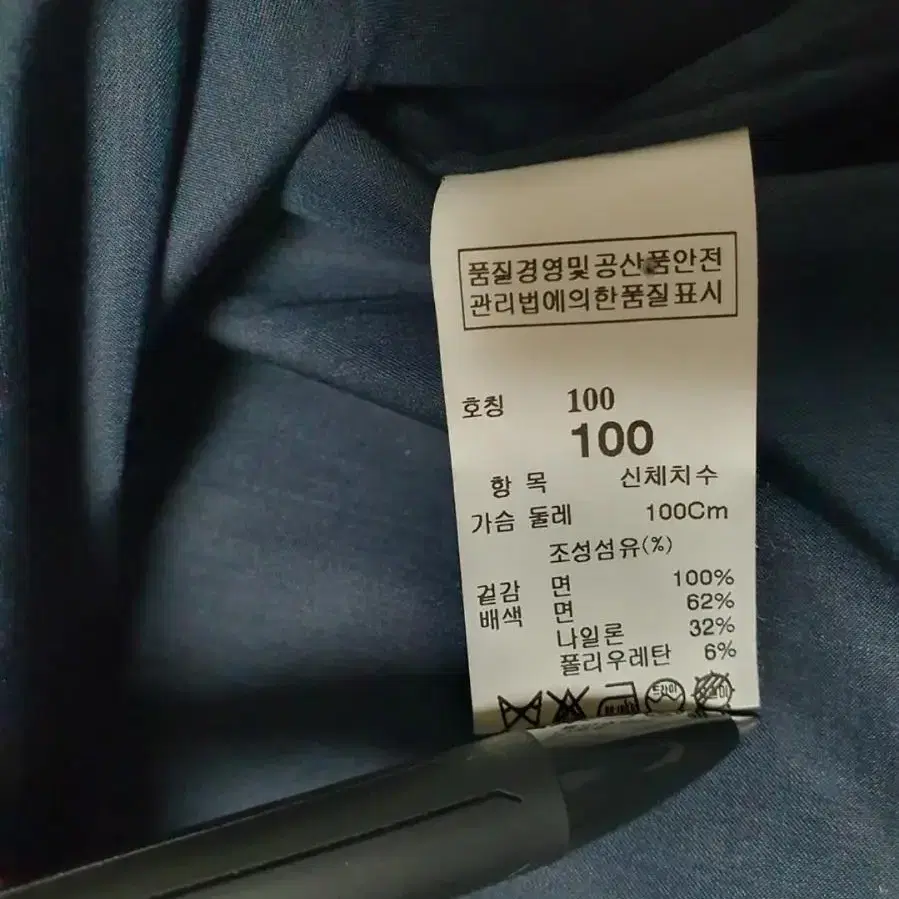 품질경영및공산품안전
관리법에의한품질표시
호칭 100
100
항 목 신체치수
가슴 둘레 100Cm
조성섬유(%)
겉감 면 100%
배색 면 62%
나일론 32%
폴리우레탄 6%
드라이